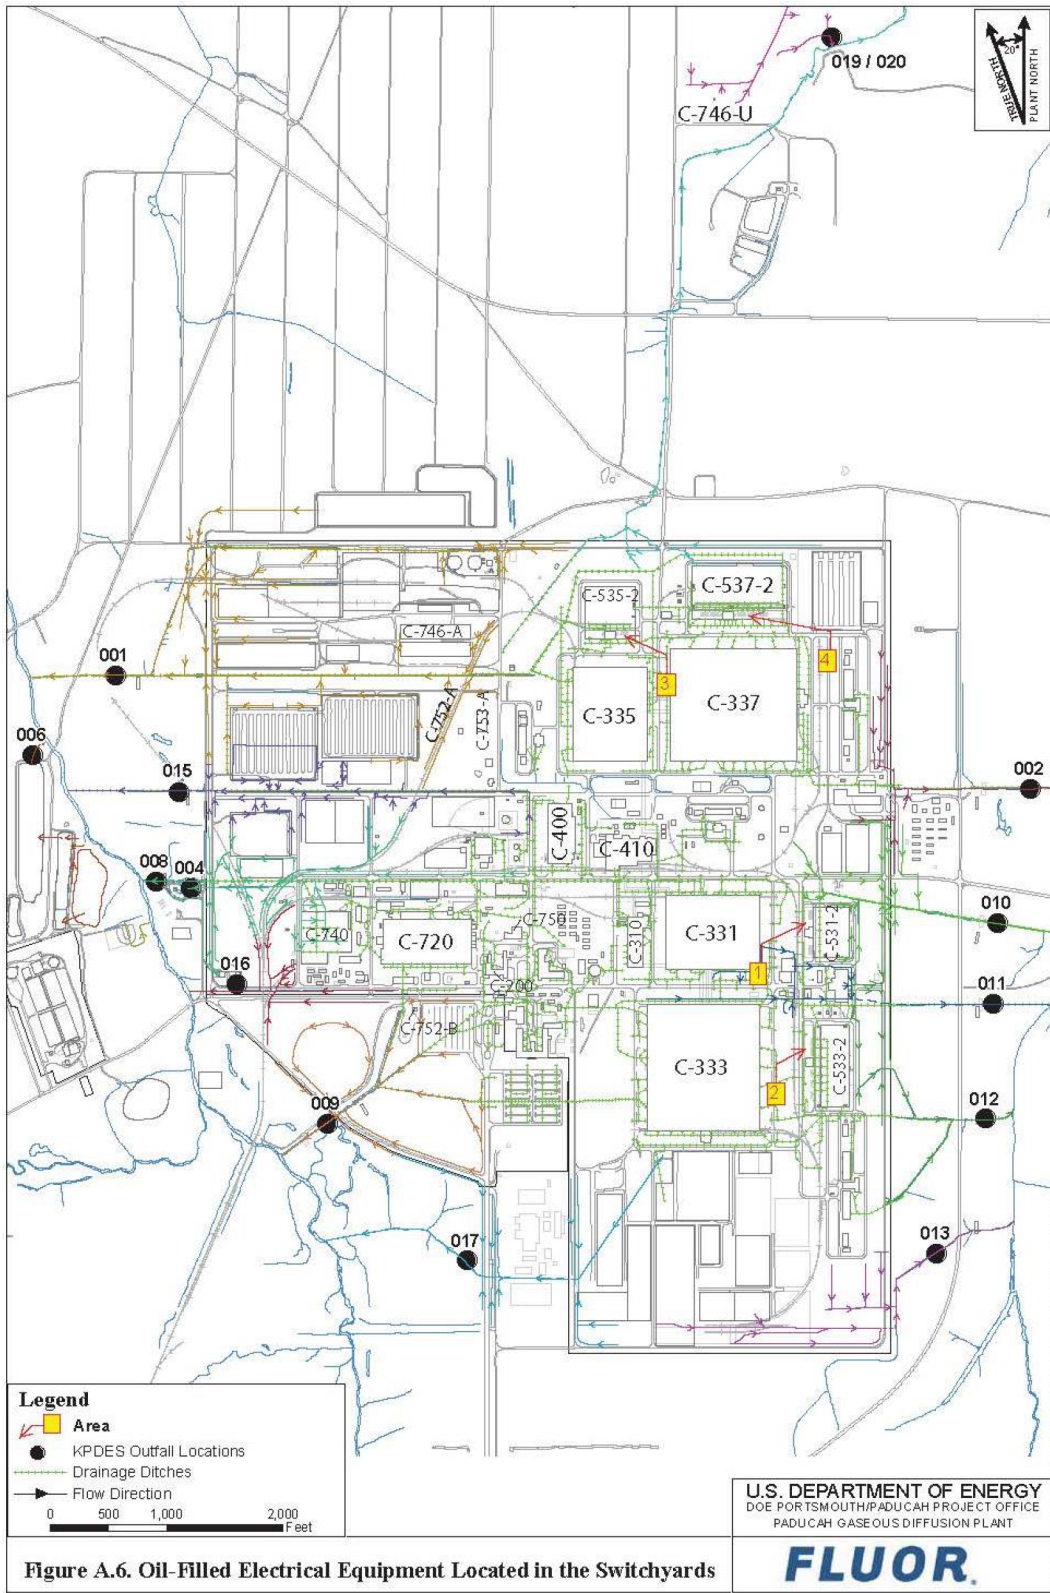 019 / 020
TRUE NORTH
20°
PLANT NORTH
C-746-U
C-535-2
C-537-2
C-746-A
001
C-752-A
C-753-A
3
4
C-335
C-337
006
015
002
C-400
C-410
008
004
010
C-740
C-720
C-750
C-310
C-331
C-531-2
1
016
C-200
011
C-752-B
C-333
C-533-2
2
009
012
017
013
Legend
Area
KPDES Outfall Locations
Drainage Ditches
Flow Direction
0 500 1,000 2,000
Feet
U.S. DEPARTMENT OF ENERGY
DOE PORTSMOUTH/PADUCAH PROJECT OFFICE
PADUCAH GASEOUS DIFFUSION PLANT
Figure A.6. Oil-Filled Electrical Equipment Located in the Switchyards
FLUOR.